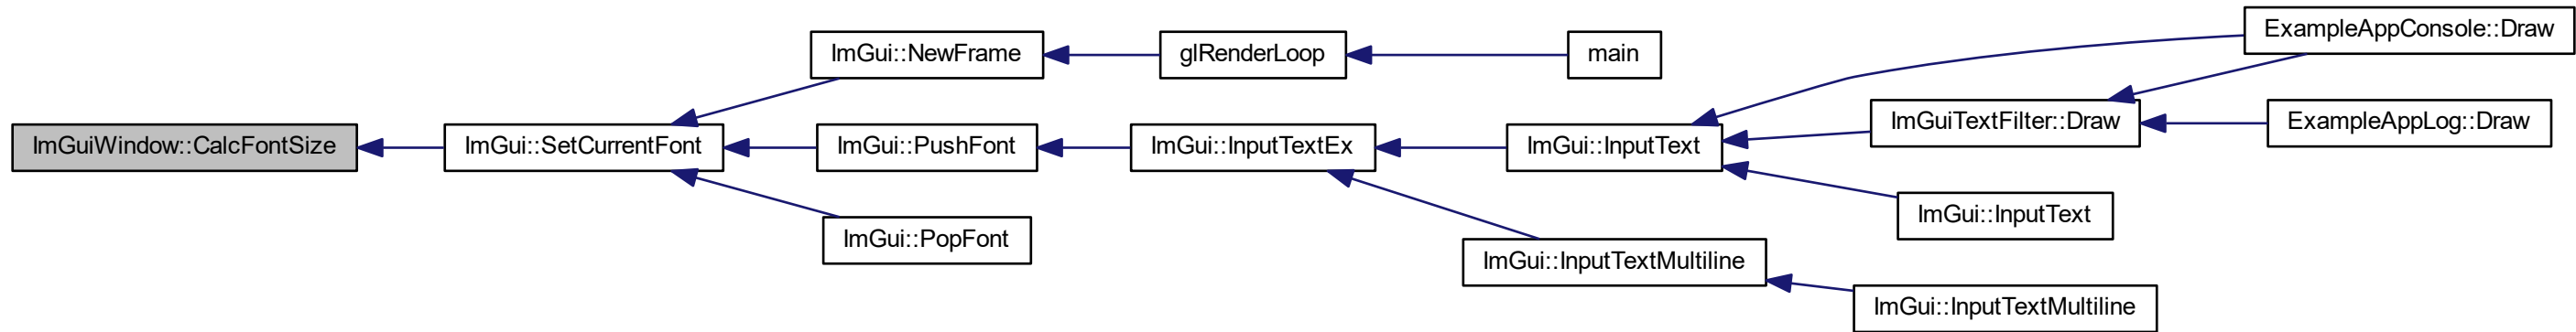 ImGuiWindow::CalcFontSize
ImGui::SetCurrentFont
ImGui::NewFrame
glRenderLoop
main
ImGui::PushFont
ImGui::InputTextEx
ImGui::InputText
ExampleAppConsole::Draw
ImGuiTextFilter::Draw
ExampleAppLog::Draw
ImGui::InputText
ImGui::InputTextMultiline
ImGui::InputTextMultiline
ImGui::PopFont